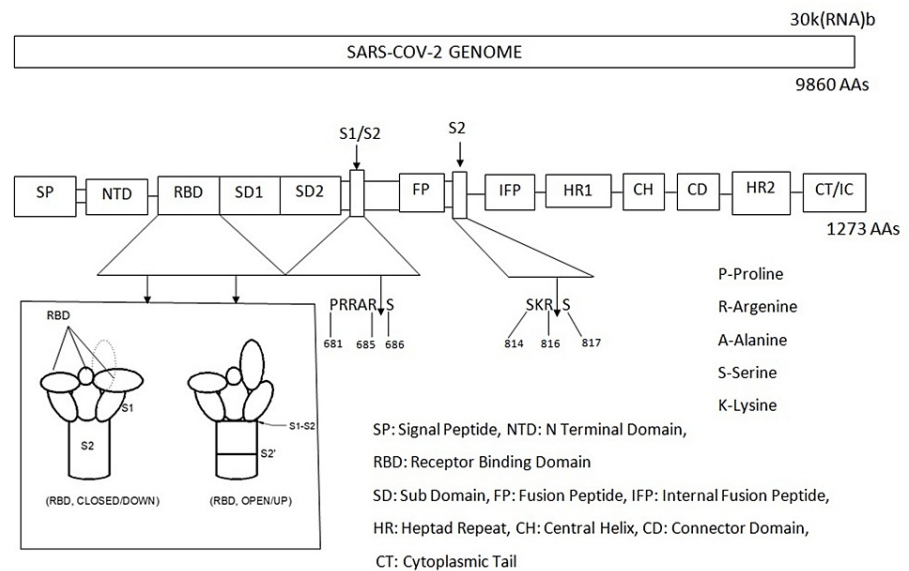 30k(RNA)b
SARS-COV-2 GENOME
9860 AAs
S1/S2
S2
SP
NTD
RBD
SD1
SD2
FP
IFP
HR1
CH
CD
HR2
CT/IC
1273 AAs
PRRAR S
681
685
686
SKR S
814
816
817
P-Proline
R-Argenine
A-Alanine
S-Serine
K-Lysine
RBD
S1
S2
(RBD, CLOSED/DOWN)
S1-S2
S2'
(RBD, OPEN/UP)
SP: Signal Peptide, NTD: N Terminal Domain,
RBD: Receptor Binding Domain
SD: Sub Domain, FP: Fusion Peptide, IFP: Internal Fusion Peptide,
HR: Heptad Repeat, CH: Central Helix, CD: Connector Domain,
CT: Cytoplasmic Tail